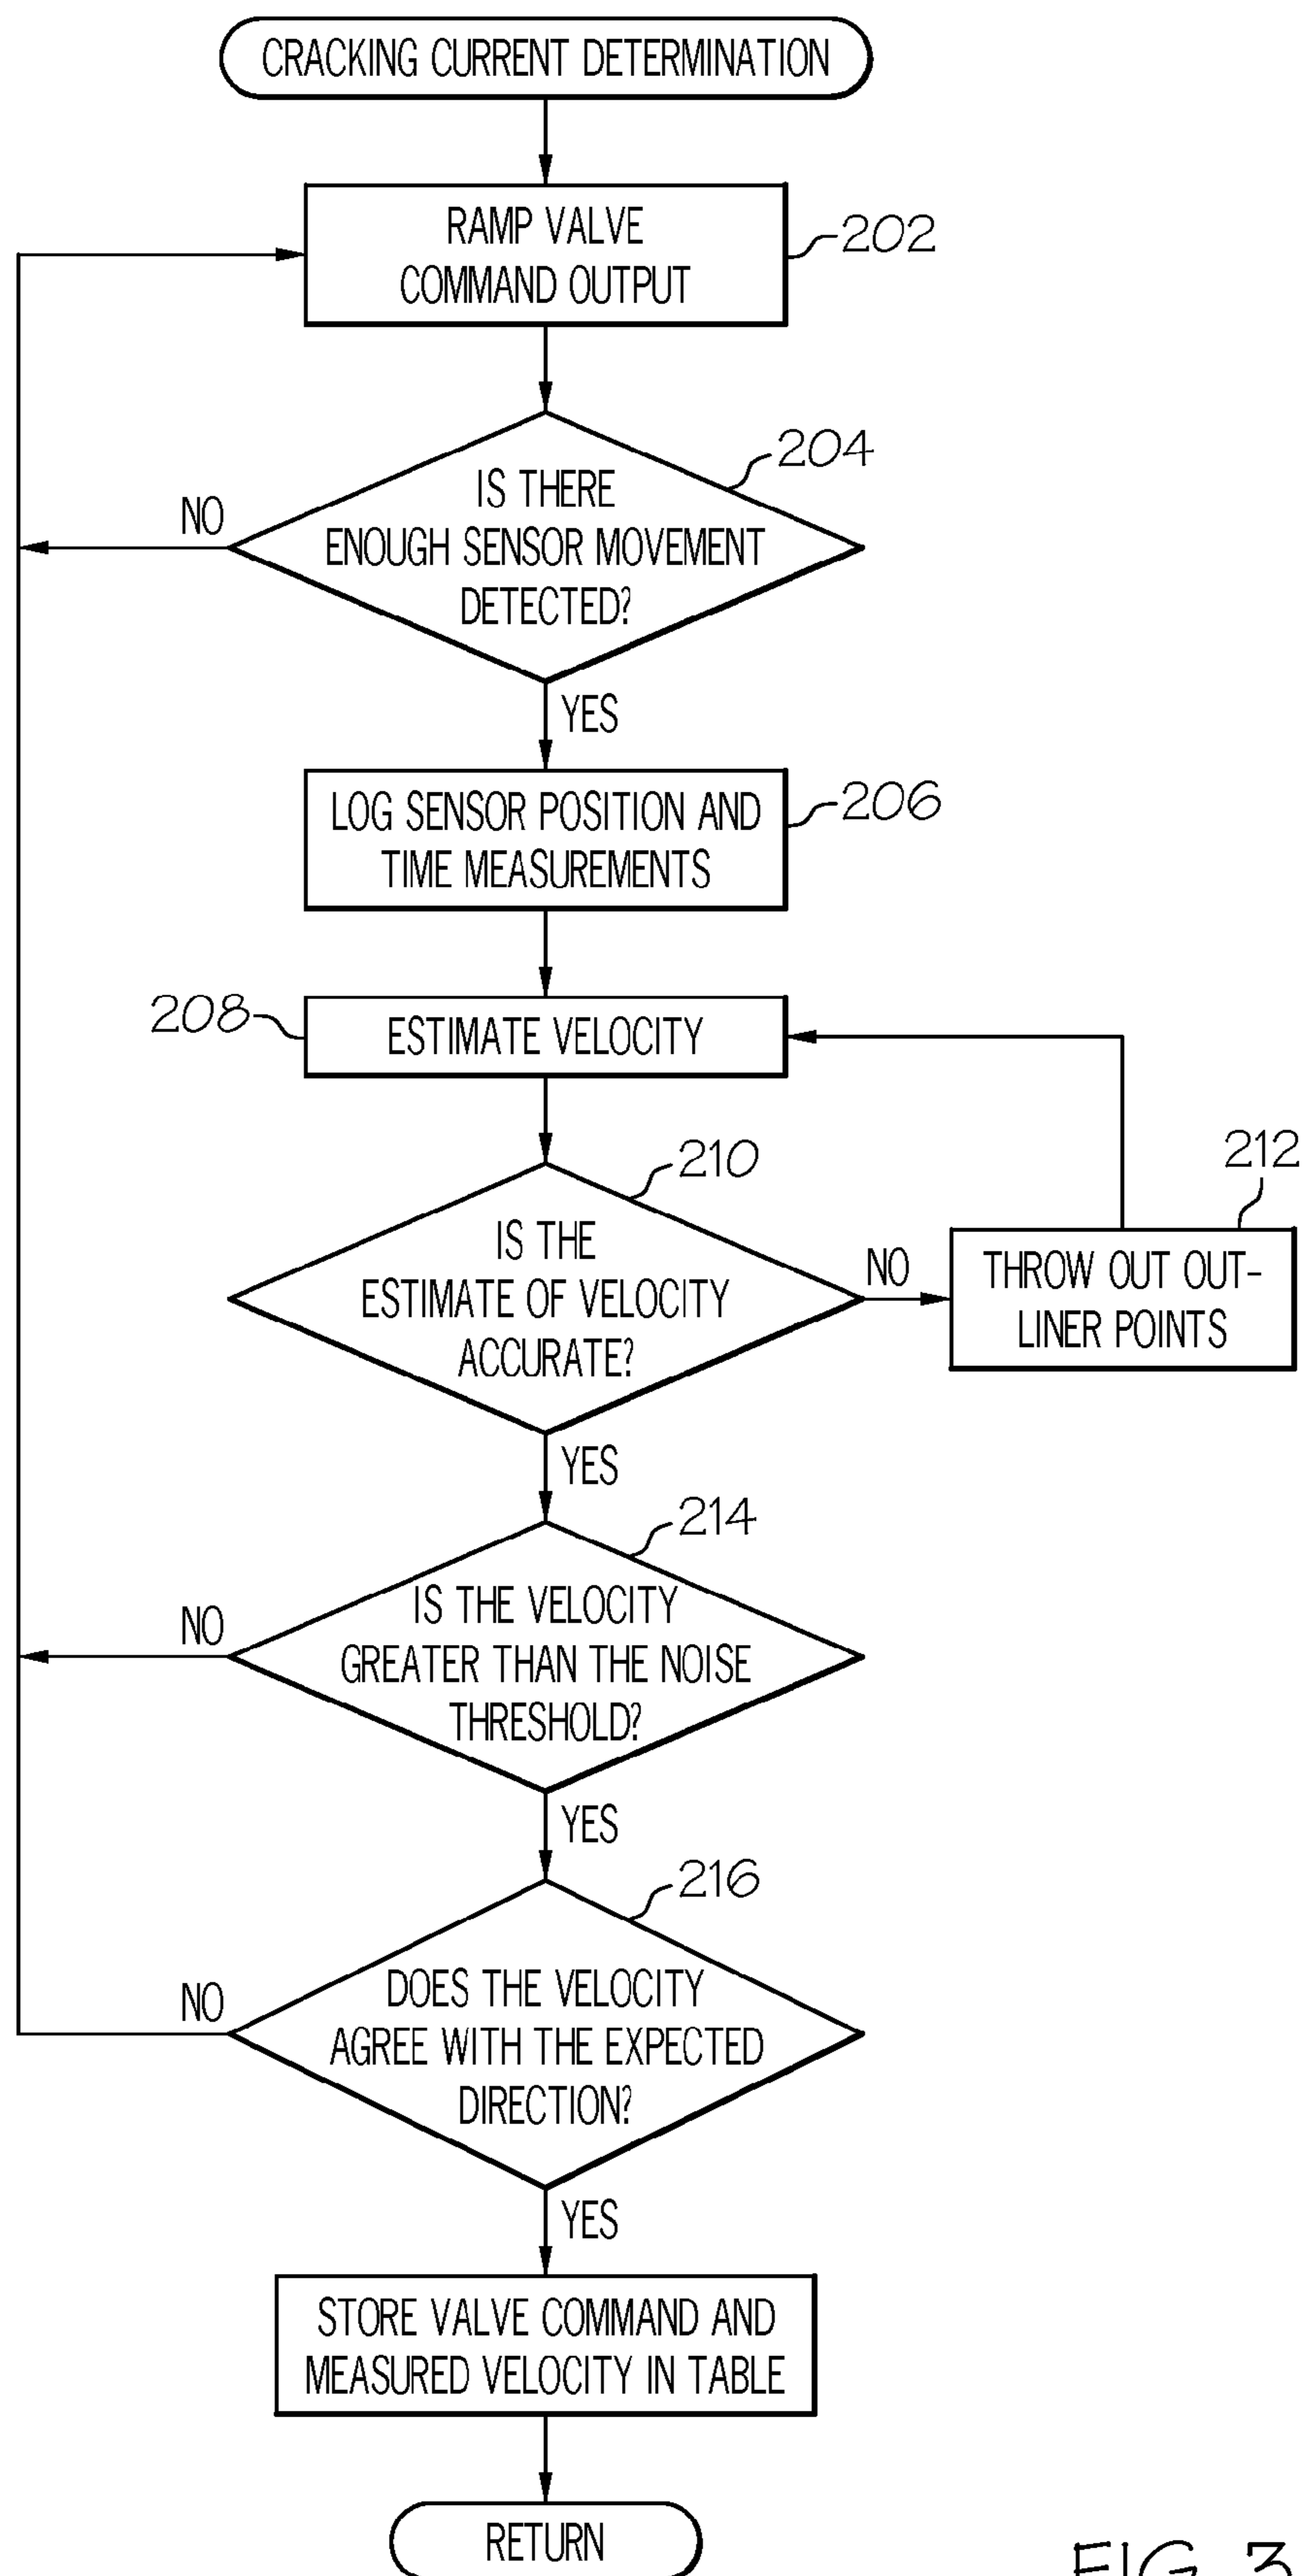 CRACKING CURRENT DETERMINATION
RAMP VALVE
COMMAND OUTPUT
202
204
IS THERE
ENOUGH SENSOR MOVEMENT
DETECTED?
NO
YES
LOG SENSOR POSITION AND
TIME MEASUREMENTS
206
208
ESTIMATE VELOCITY
210
212
IS THE
ESTIMATE OF VELOCITY
ACCURATE?
NO
THROW OUT OUT-
LINER POINTS
YES
214
IS THE VELOCITY
GREATER THAN THE NOISE
THRESHOLD?
NO
YES
216
DOES THE VELOCITY
AGREE WITH THE EXPECTED
DIRECTION?
NO
YES
STORE VALVE COMMAND AND
MEASURED VELOCITY IN TABLE
RETURN
FIG. 3